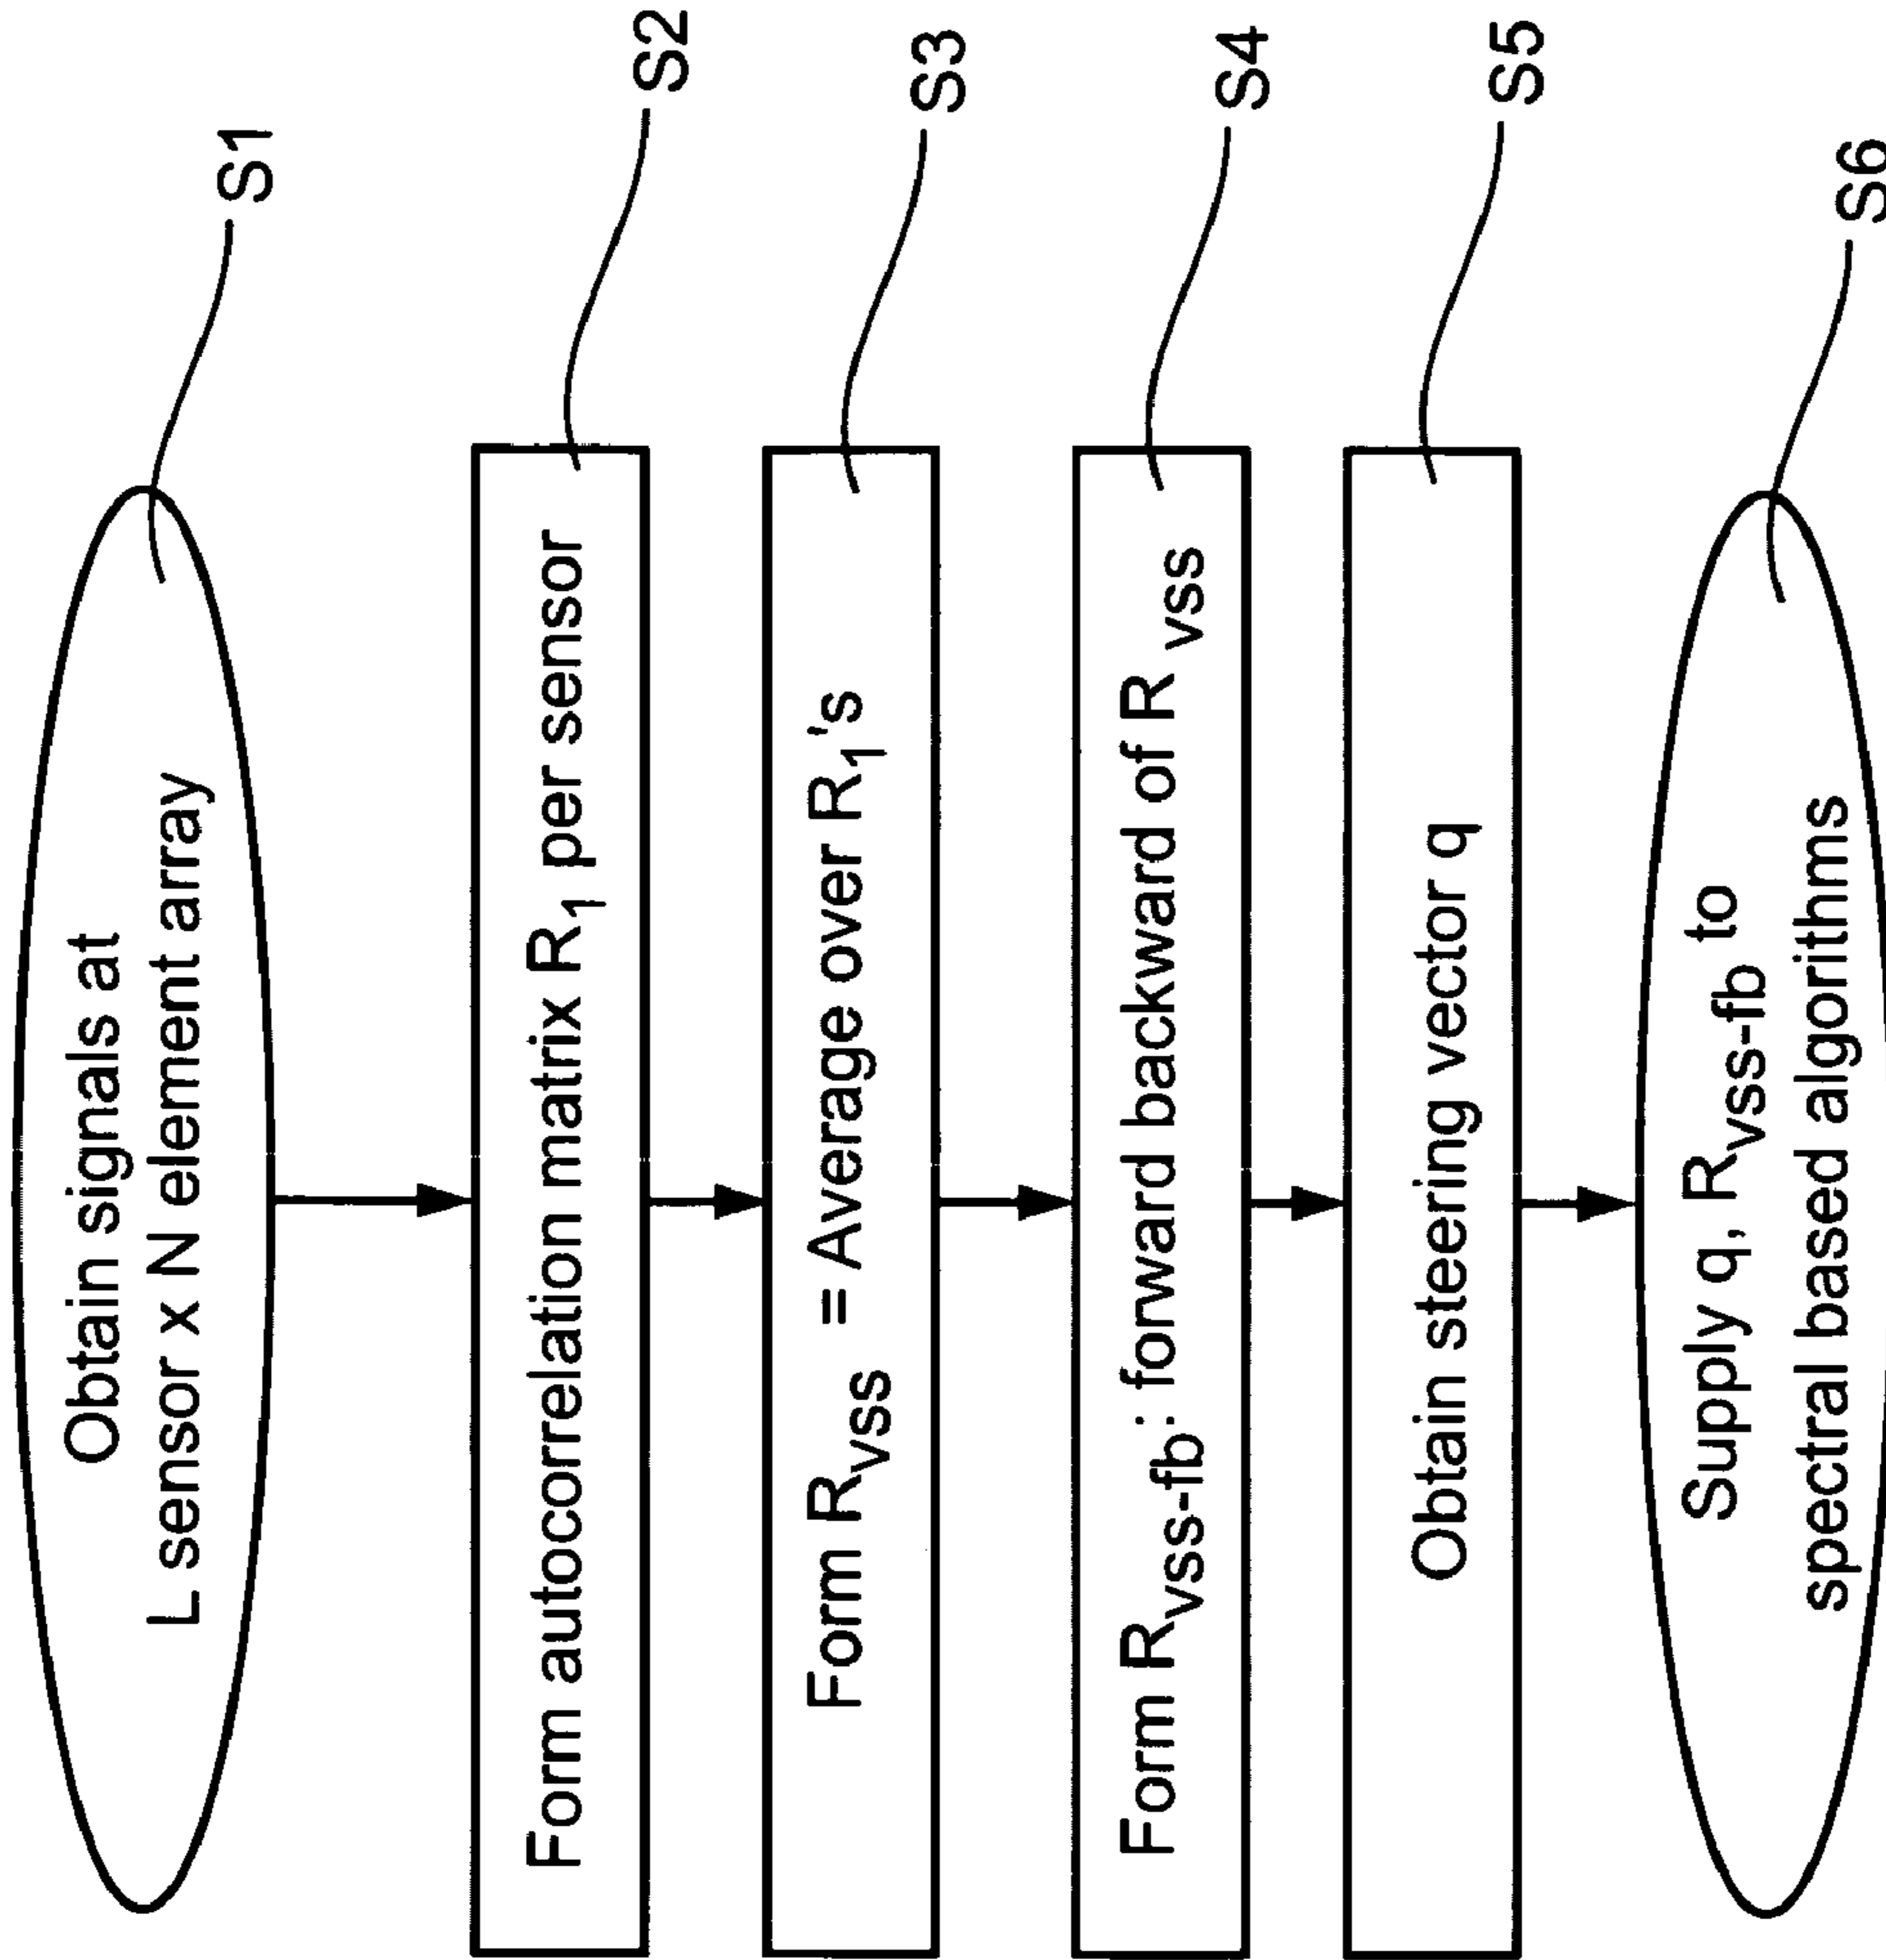 Obtain signals at
L sensor x N element array
S1
Form autocorrelation matrix R₁ per sensor
S2
Form Rvss = Average over R₁'s
S3
Form Rvss-fb: forward backward of R vss
S4
Obtain steering vector q
S5
Supply q, Rvss-fb to
spectral based algorithms
S6